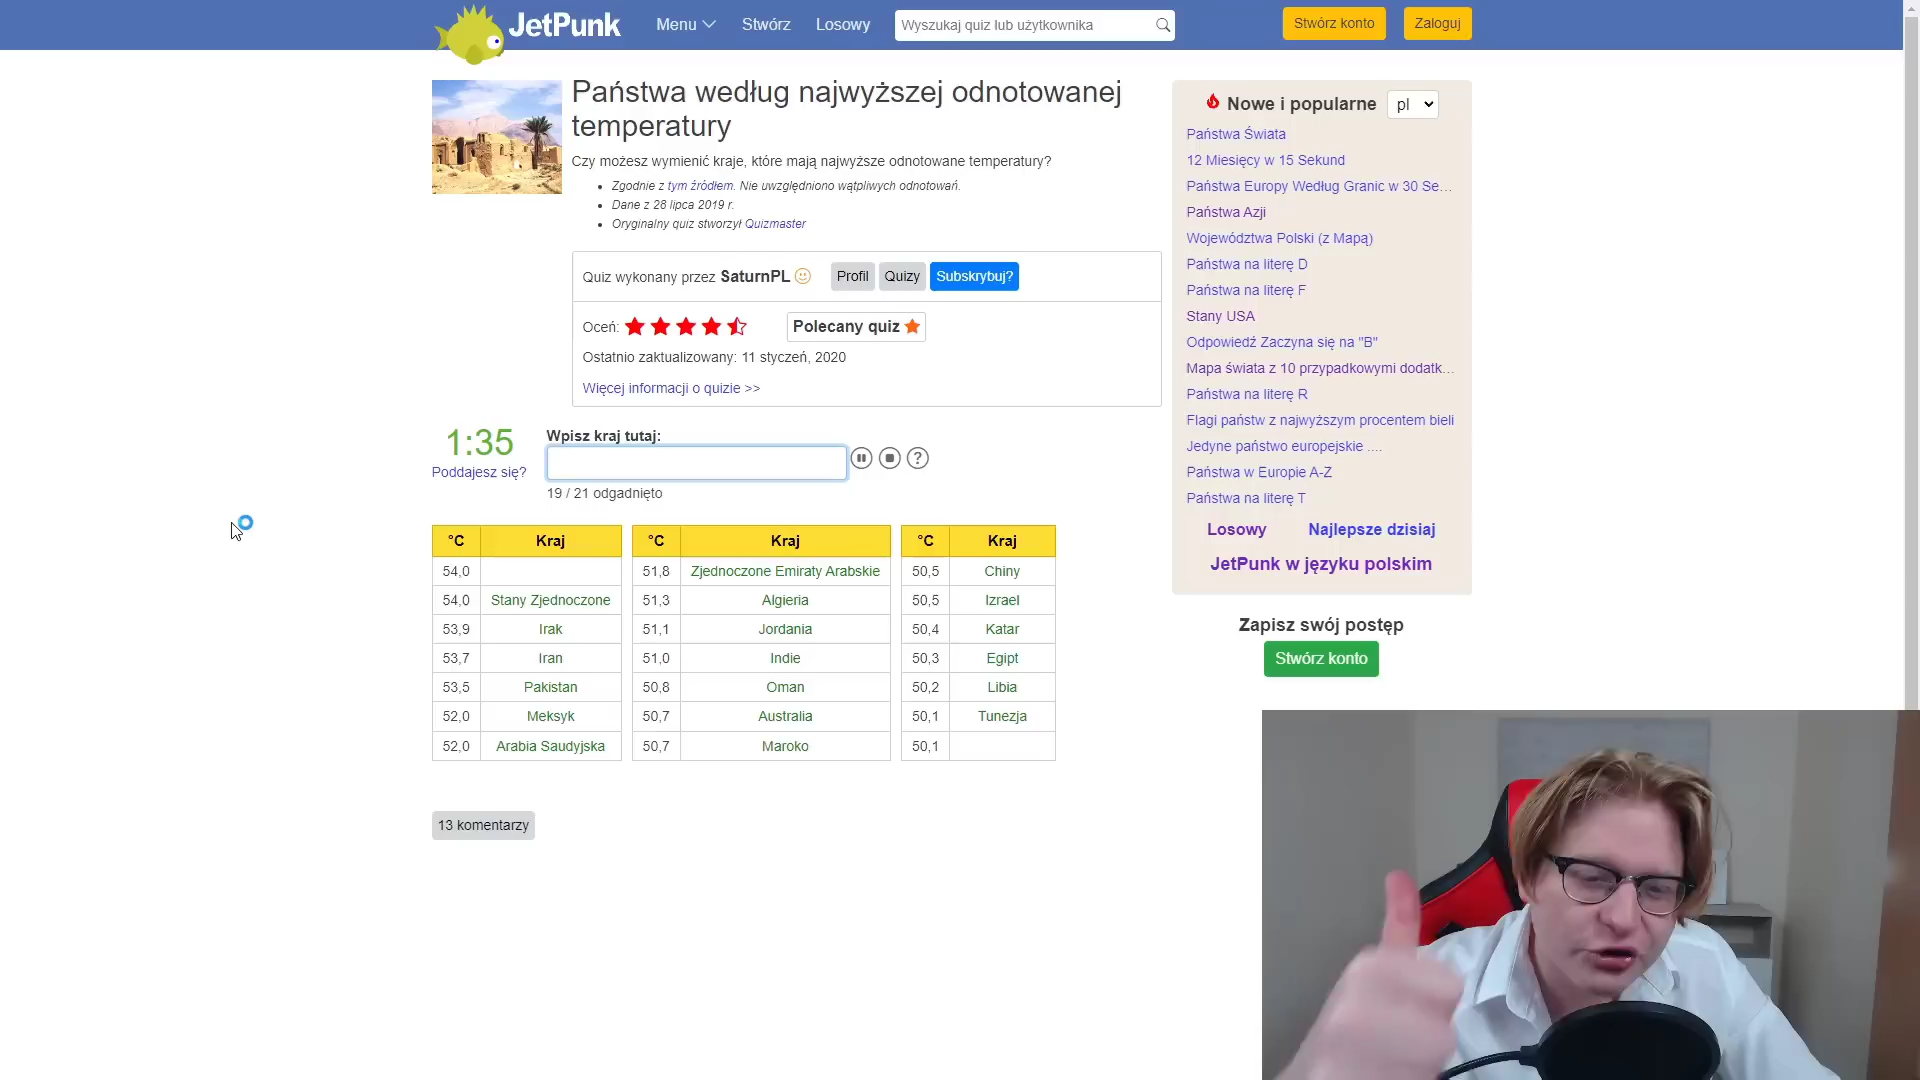 JetPunk
Menu
Stwórz
Losowy
Wyszukaj quiz lub użytkownika
Stwórz konto
Zaloguj
Państwa według najwyższej odnotowanej
temperatury
Czy możesz wymienić kraje, które mają najwyższe odnotowane temperatury?
Zgodnie z tym źródłem. Nie uwzględniono wątpliwych odnotowań.
Dane z 28 lipca 2019 r.
Oryginalny quiz stworzył Quizmaster
Quiz wykonany przez SaturnPL
Profil
Quizy
Subskrybuj?
Oceń:
Polecany quiz
Ostatnio zaktualizowany: 11 styczeń, 2020
Więcej informacji o quizie >>
1:35
Poddajesz się?
Wpisz kraj tutaj:
?
19 / 21 odgadnięto
°C Kraj
54,0
54,0 Stany Zjednoczone
53,9 Irak
53,7 Iran
53,5 Pakistan
52,0 Meksyk
52,0 Arabia Saudyjska
°C Kraj
51,8 Zjednoczone Emiraty Arabskie
51,3 Algieria
51,1 Jordania
51,0 Indie
50,8 Oman
50,7 Australia
50,7 Maroko
°C Kraj
50,5 Chiny
50,5 Izrael
50,4 Katar
50,3 Egipt
50,2 Libia
50,1 Tunezja
50,1
13 komentarzy
Nowe i popularne pl
Państwa Świata
12 Miesięcy w 15 Sekund
Państwa Europy Według Granic w 30 Se...
Państwa Azji
Województwa Polski (z Mapą)
Państwa na literę D
Państwa na literę F
Stany USA
Odpowiedź Zaczyna się na "B"
Mapa świata z 10 przypadkowymi dodatk...
Państwa na literę R
Flagi państw z najwyższym procentem bieli
Jedyne państwo europejskie ....
Państwa w Europie A-Z
Państwa na literę T
Losowy
Najlepsze dzisiaj
JetPunk w języku polskim
Zapisz swój postęp
Stwórz konto